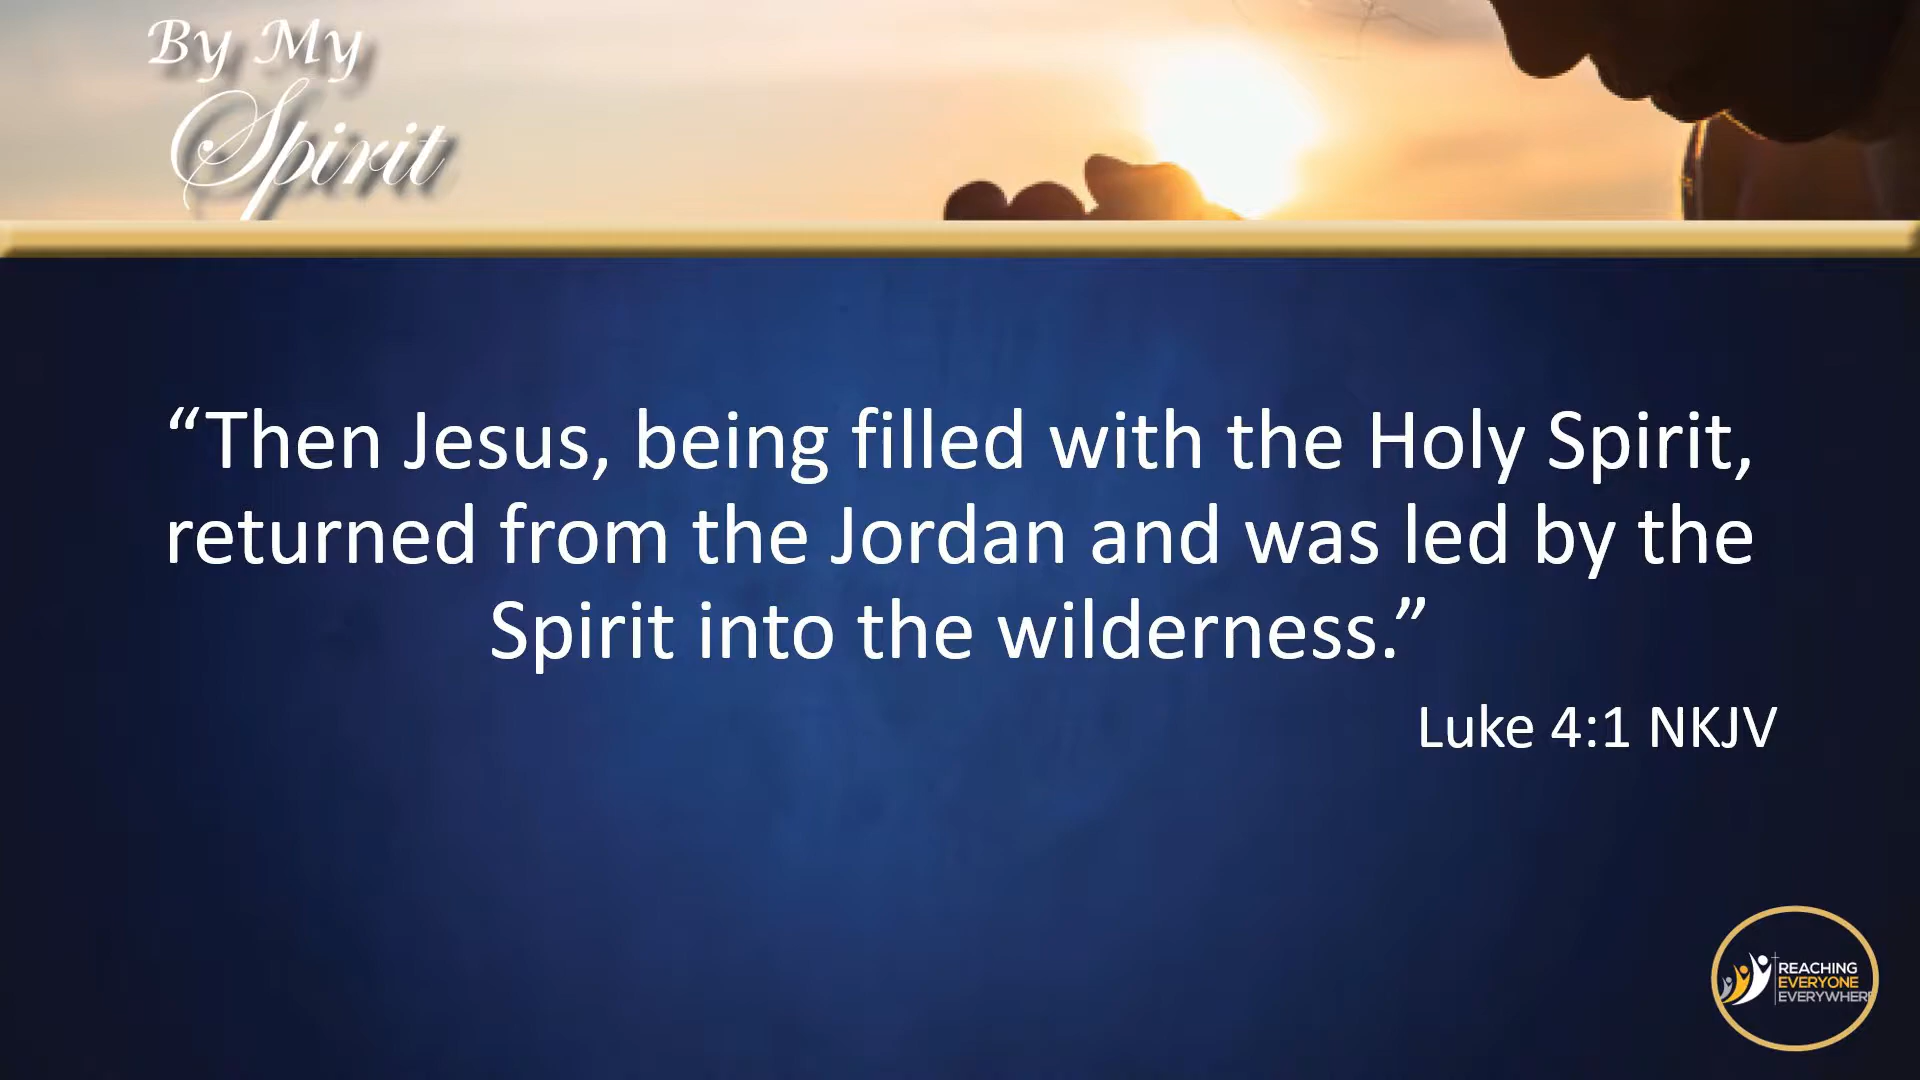 By My
Spirit
“Then Jesus, being filled with the Holy Spirit,
returned from the Jordan and was led by the
Spirit into the wilderness.”
Luke 4:1 NKJV
REACHING
EVERYONE
EVERYWHERE